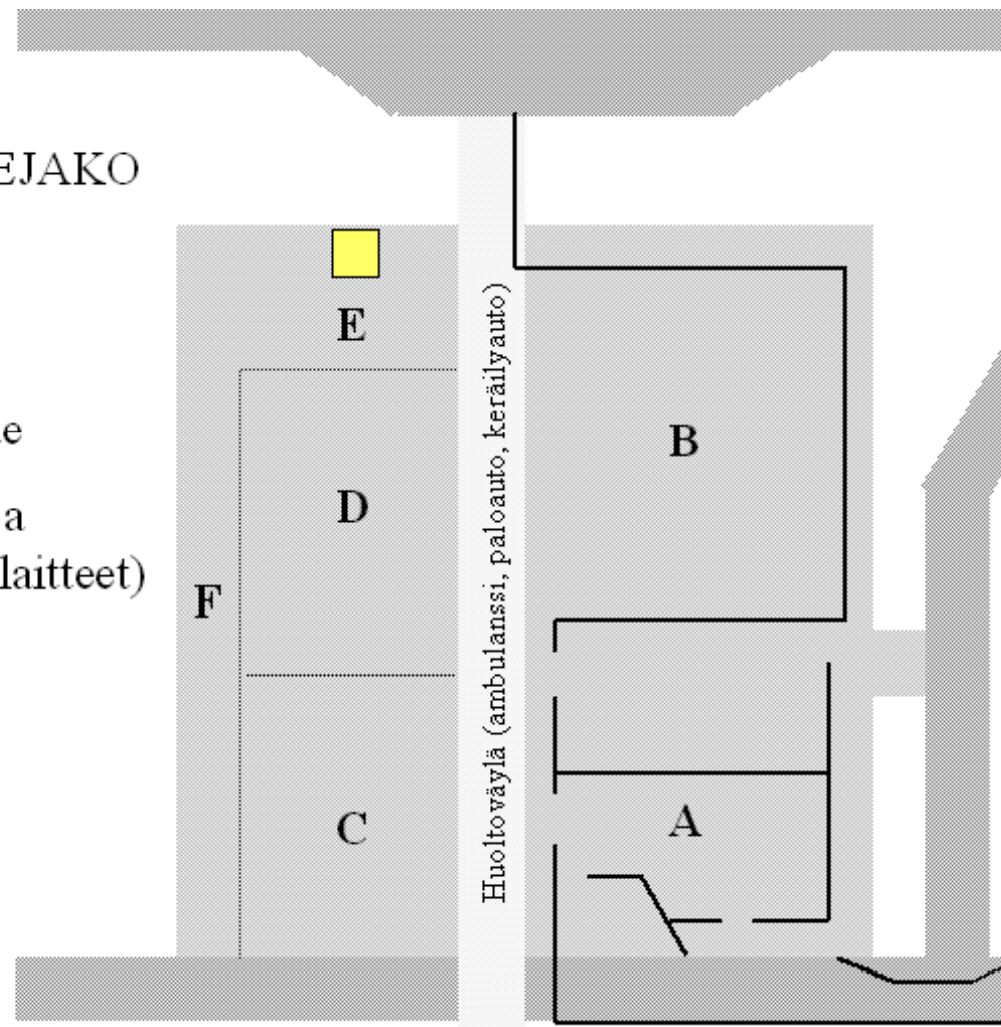 EJAKO
E
e
B
D
a
laitteet)
F
Huoltoväylä (ambulanssi, paloauto, keräilyauto)
C
A